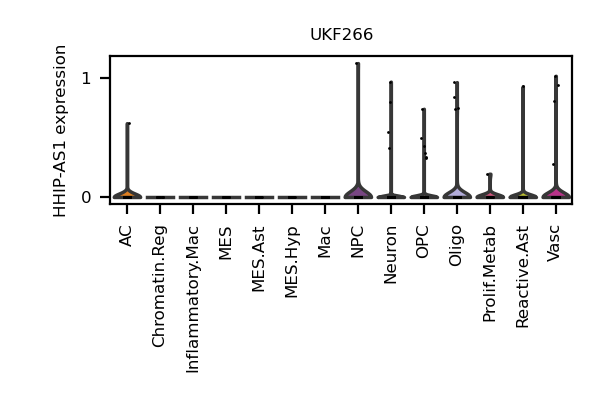 UKF266
HHIP-AS1 expression
1
0
AC
Chromatin.Reg
Inflammatory.Mac
MES
MES.Ast
MES.Hyp
Mac
NPC
Neuron
OPC
Oligo
Prolif.Metab
Reactive.Ast
Vasc